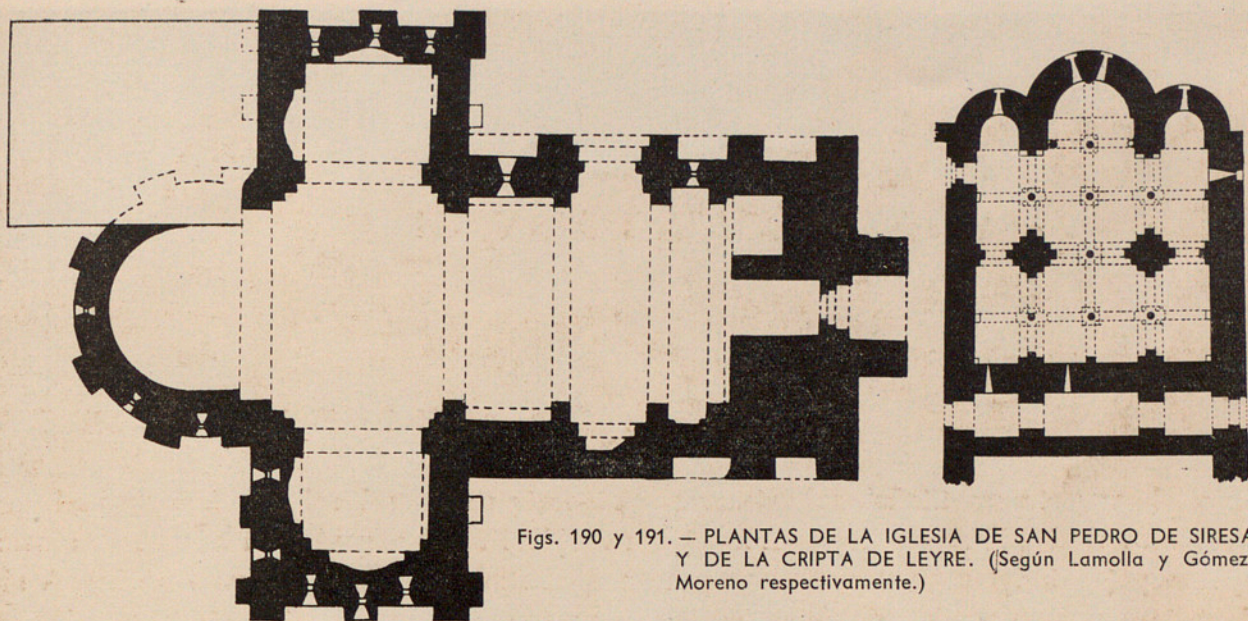 Figs. 190 y 191. — PLANTAS DE LA IGLESIA DE SAN PEDRO DE SIRESA
Y DE LA CRIPTA DE LEYRE. (Según Lamolla y Gómez
Moreno respectivamente.)